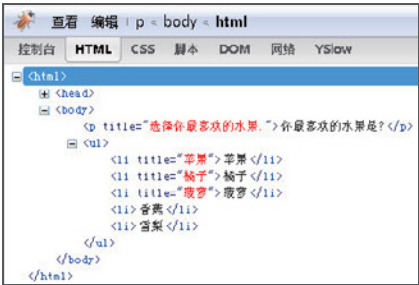 查看 编辑 | p < body < html
控制台 HTML CSS 脚本 DOM 网络 YSlow
<html>
<head>
<body>
<p title="选择你最喜欢的水果.">你最喜欢的水果是?</p>
<ul>
<li title="苹果">苹果</li>
<li title="橘子">橘子</li>
<li title="菠萝">菠萝</li>
<li>香蕉</li>
<li>雪梨</li>
</ul>
</body>
</html>